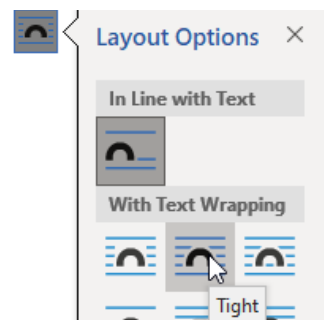 Layout Options
In Line with Text
With Text Wrapping
Tight